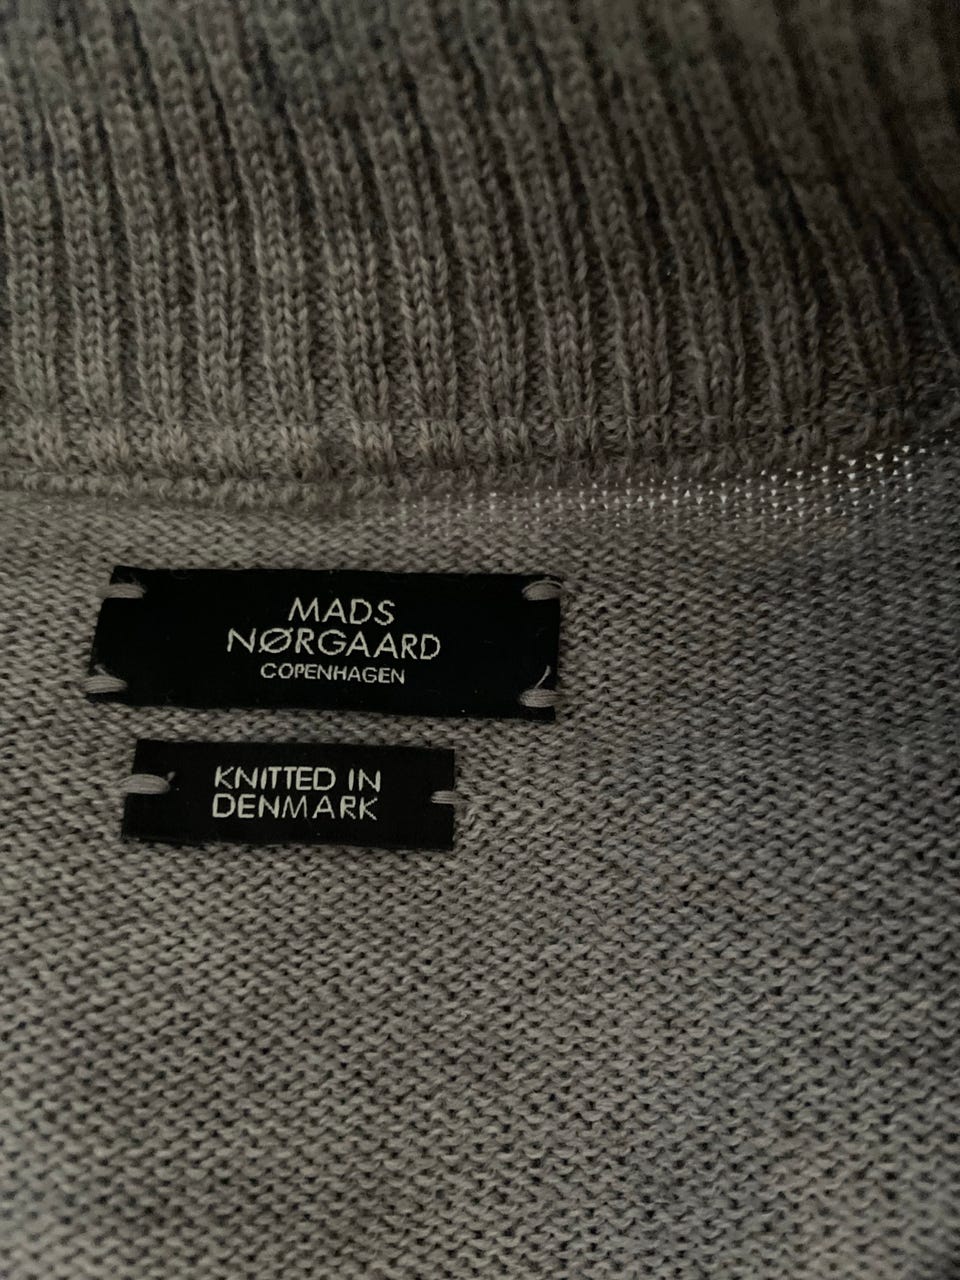 MADS
NØRGAARD
COPENHAGEN
KNITTED IN
DENMARK